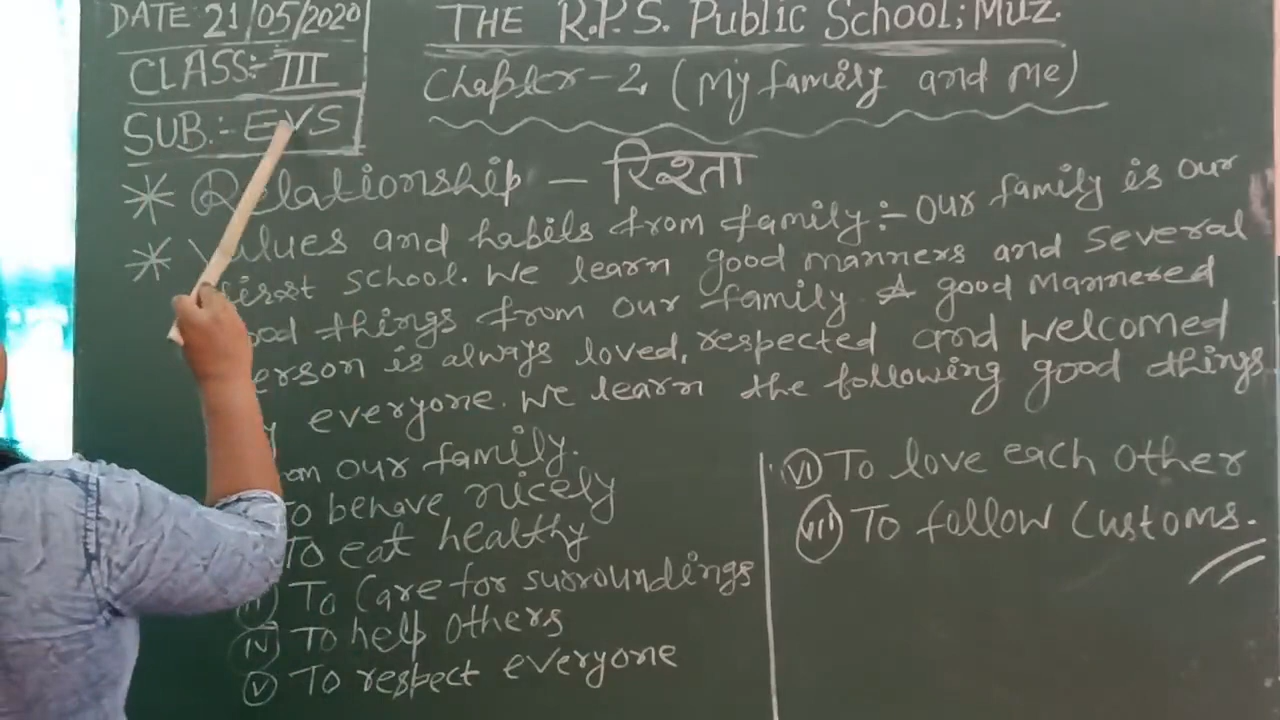 DATE 21/05/2020
CLASS:- III
SUB.:- EVS
THE R.P.S. Public School; Muz.
Chapter-2 (My family and Me)
* Relationship – रिश्ता
* Values and habits from family:- Our family is our
first school. We learn good manners and several
things from our family. A good Mannered
is always loved, respected and Welcomed
everyone. We learn the following good things
our family.
To behave nicely
To eat healthy
To Care for surroundings
(IV) To help others
(V) To respect everyone
(VI) To love each other
(VII) To follow Customs.